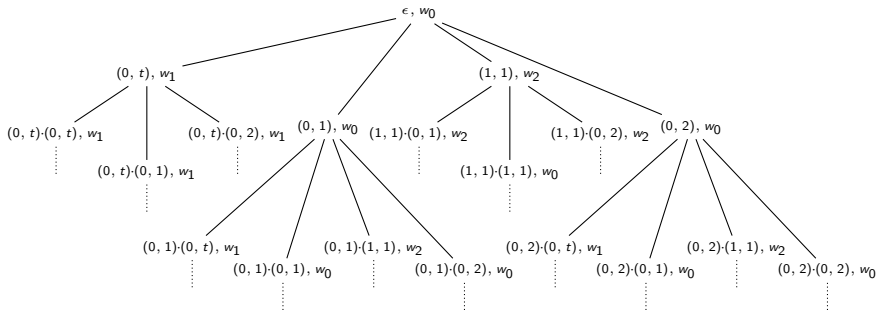 ϵ, w₀
(0, t), w₁
(1, 1), w₂
(0, t)·(0, t), w₁
(0, t)·(0, 2), w₁
(0, 1), w₀
(1, 1)·(0, 1), w₂
(1, 1)·(0, 2), w₂
(0, 2), w₀
(0, t)·(0, 1), w₁
(1, 1)·(1, 1), w₀
(0, 1)·(0, t), w₁
(0, 1)·(1, 1), w₂
(0, 2)·(0, t), w₁
(0, 2)·(1, 1), w₂
(0, 1)·(0, 1), w₀
(0, 1)·(0, 2), w₀
(0, 2)·(0, 1), w₀
(0, 2)·(0, 2), w₀